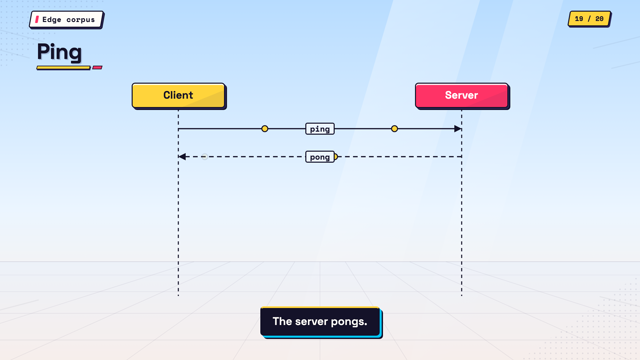 Edge corpus
19 / 20
Ping
Client
Server
ping
pong
The server pongs.